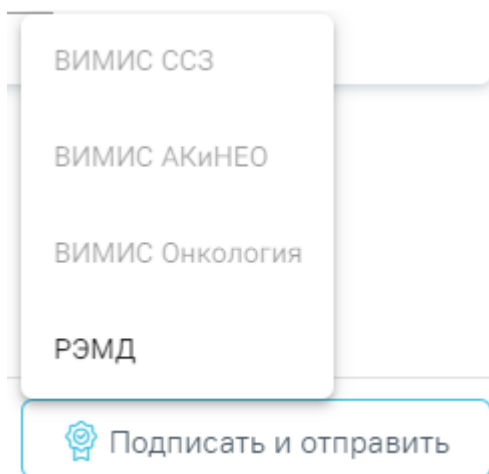 ВИМИС ССЗ
ВИМИС АКиНЕО
ВИМИС Онкология
РЭМД
Подписать и отправить